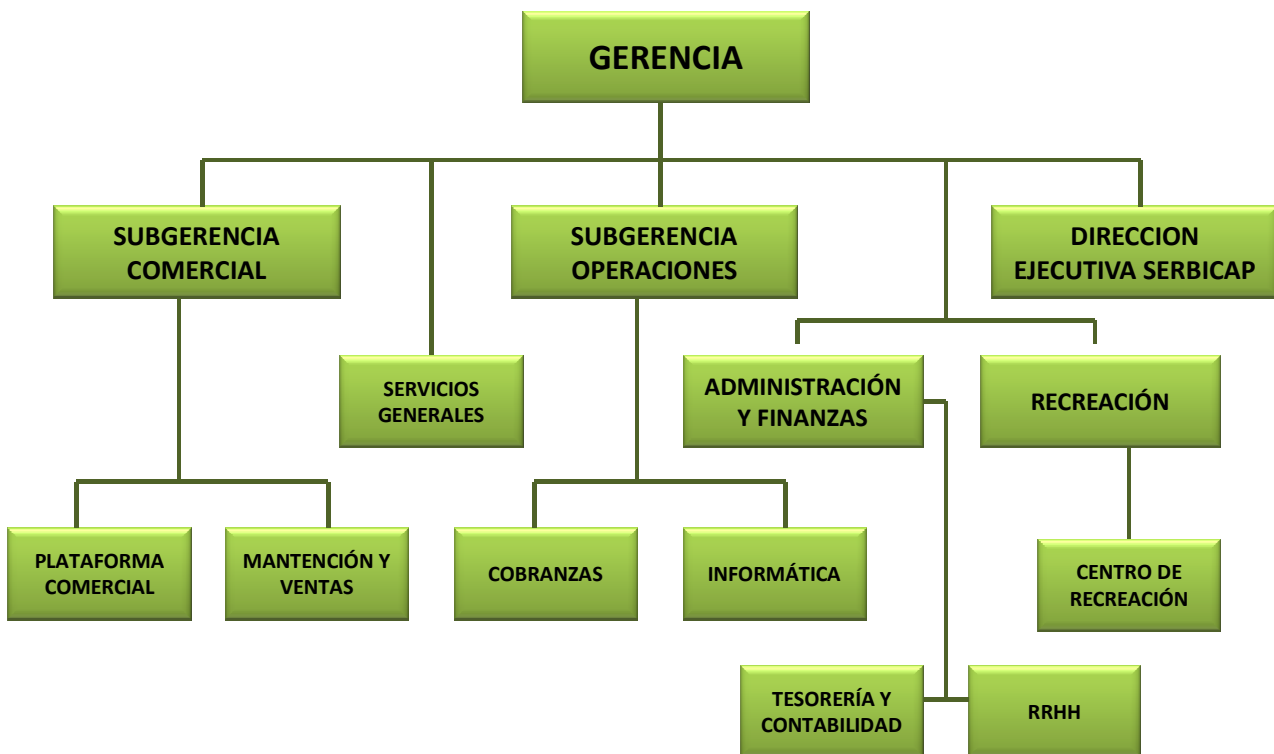 GERENCIA
SUBGERENCIA
COMERCIAL
SUBGERENCIA
OPERACIONES
DIRECCION
EJECUTIVA SERBICAP
SERVICIOS
GENERALES
ADMINISTRACIÓN
Y FINANZAS
RECREACIÓN
PLATAFORMA
COMERCIAL
MANTENCIÓN Y
VENTAS
COBRANZAS
INFORMÁTICA
CENTRO DE
RECREACIÓN
TESORERÍA Y
CONTABILIDAD
RRHH